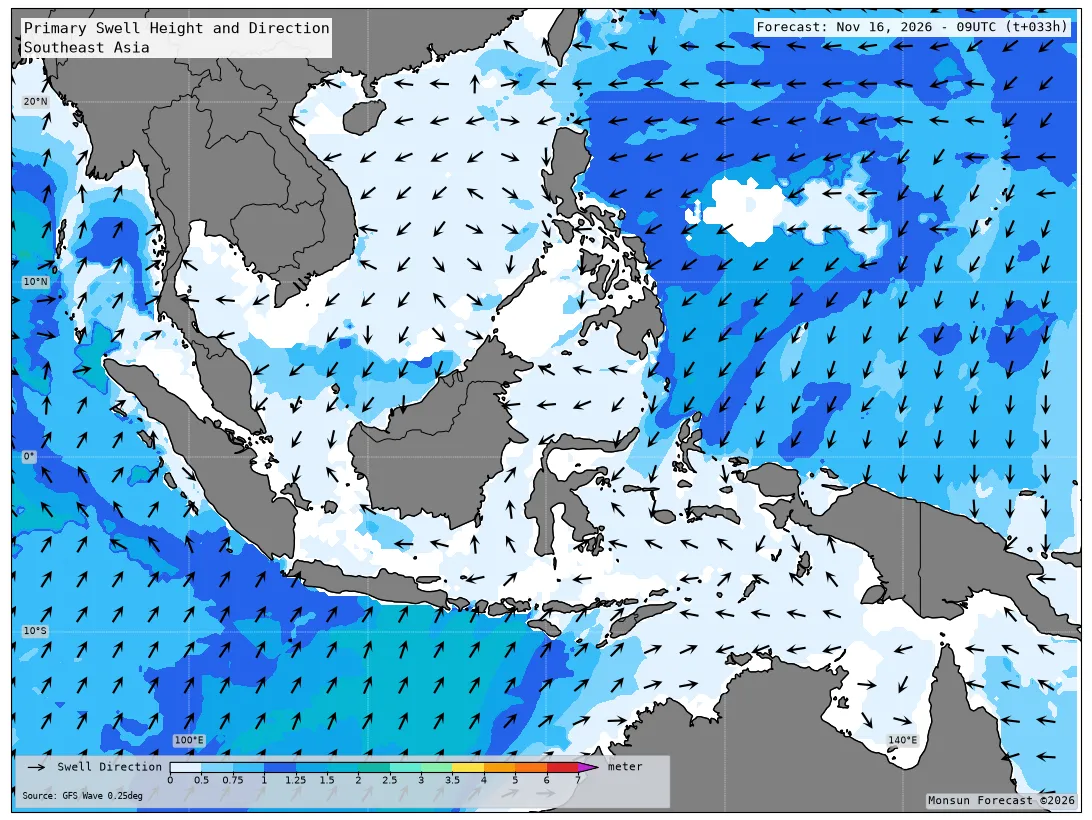 Primary Swell Height and Direction
Southeast Asia
Forecast: Nov 16, 2026 - 09UTC (t+033h)
20°N
10°N
0°
10°S
100°E
140°E
Swell Direction
0 0.5 0.75 1 1.25 1.5 2 2.5 3 3.5 4 5 6 7
meter
Source: GFS Wave 0.25deg
Monsun Forecast ©2026